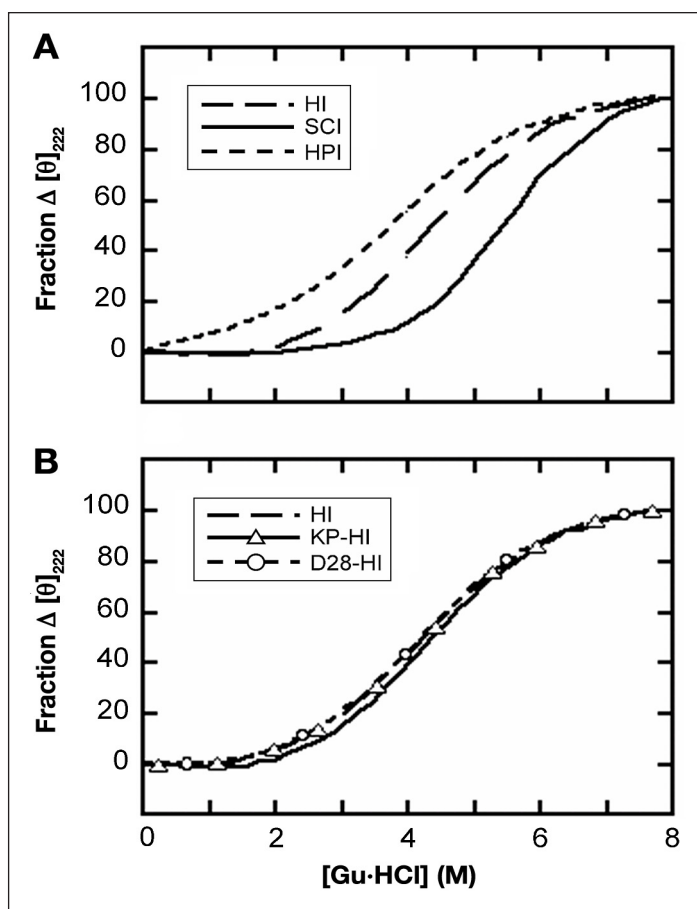 A
Fraction Δ [θ]₂₂₂
100
80
60
40
20
0
HI
SCI
HPI
B
Fraction Δ [θ]₂₂₂
100
80
60
40
20
0
HI
KP-HI
D28-HI
0 2 4 6 8
[Gu·HCl] (M)